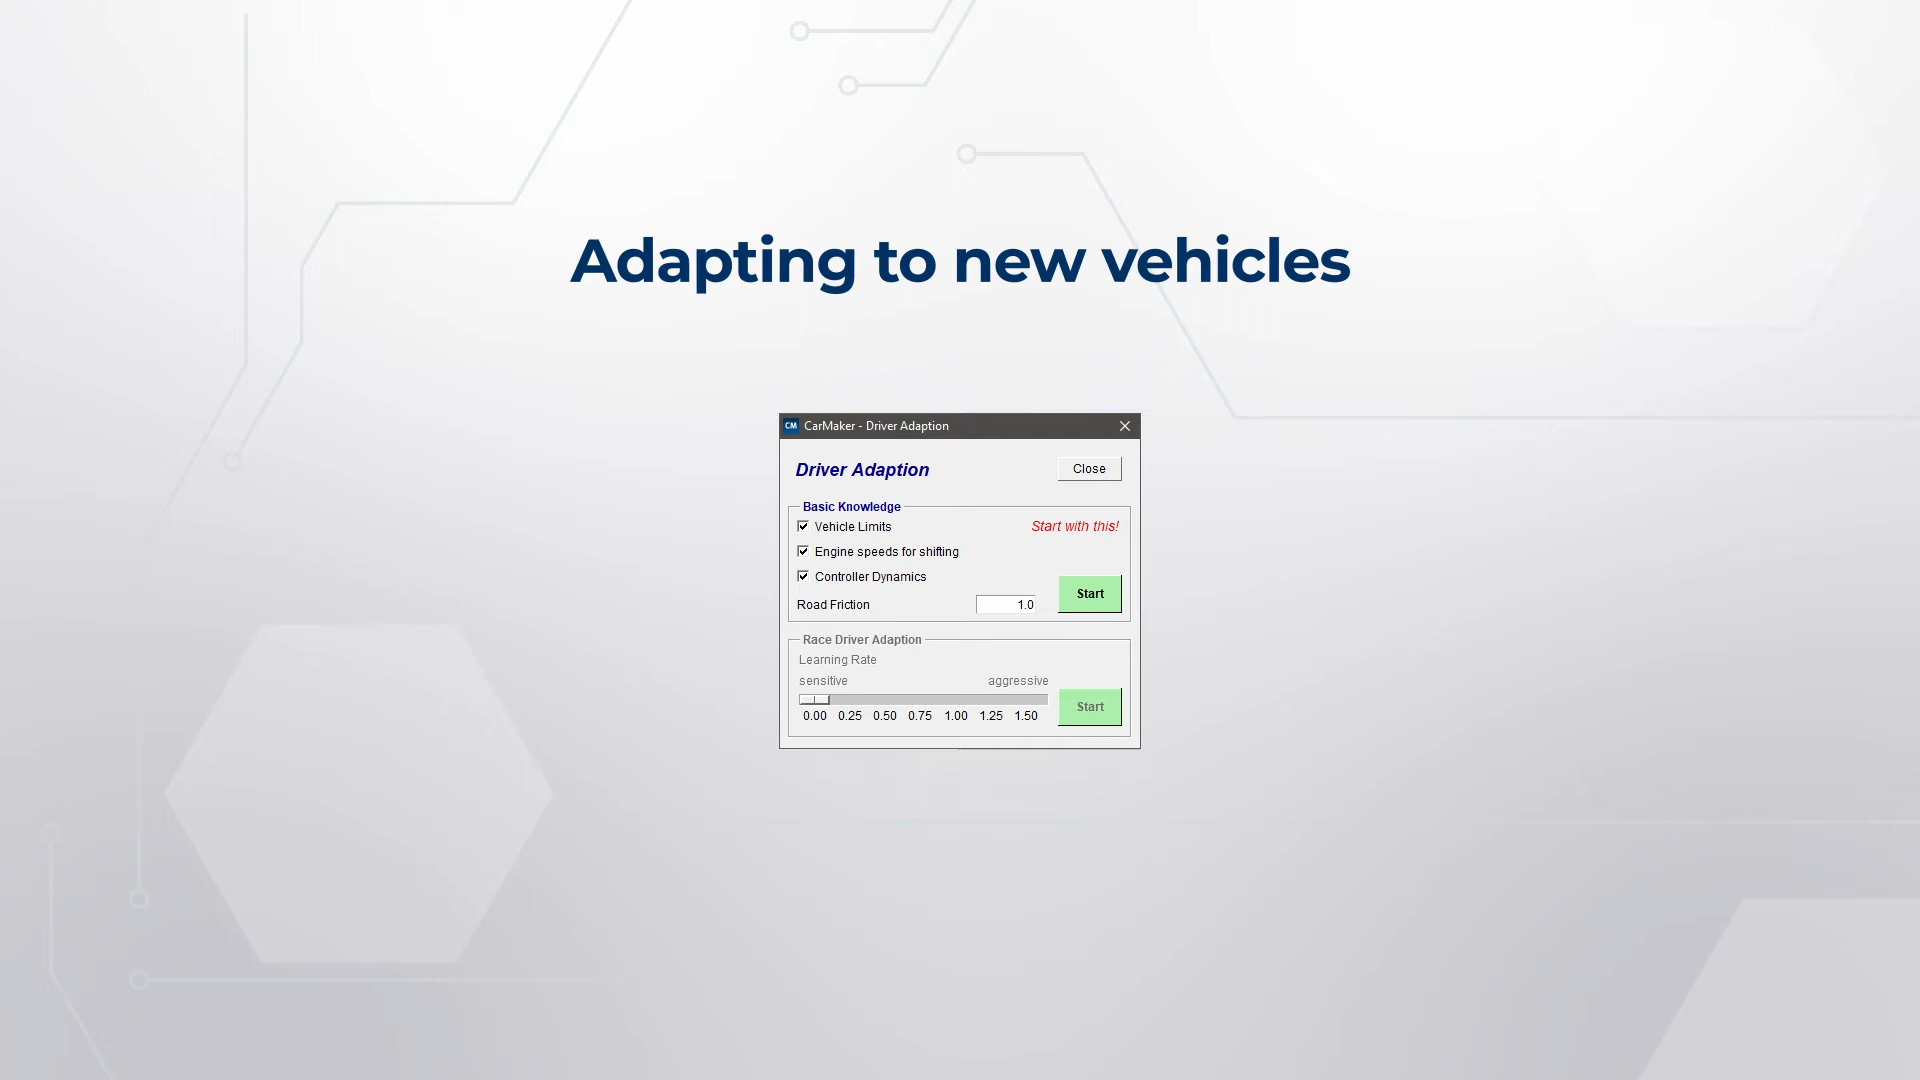 Adapting to new vehicles
CM CarMaker - Driver Adaption
Driver Adaption
Close
Basic Knowledge
Vehicle Limits
Start with this!
Engine speeds for shifting
Controller Dynamics
Start
Road Friction 1.0
Race Driver Adaption
Learning Rate
sensitive aggressive
Start
0.00 0.25 0.50 0.75 1.00 1.25 1.50